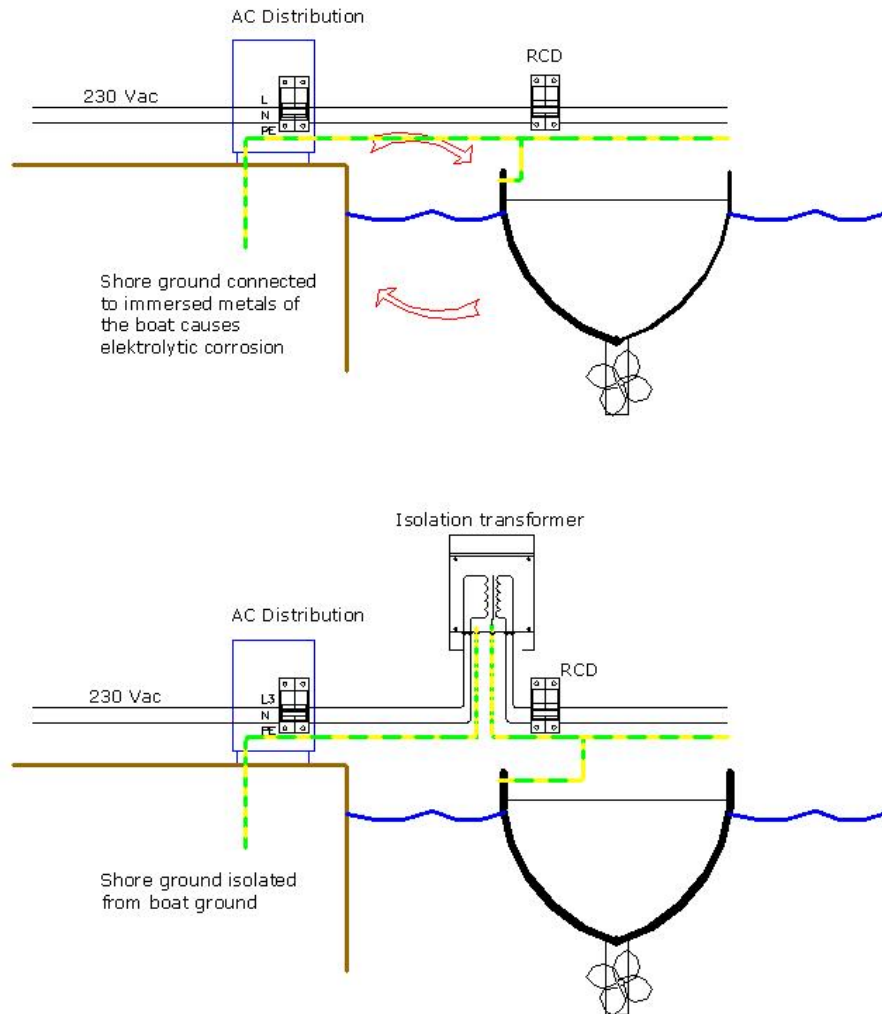 AC Distribution
RCD
230 Vac
L
N
PE
Shore ground connected
to immersed metals of
the boat causes
elektrolytic corrosion
Isolation transformer
AC Distribution
RCD
230 Vac
L3
N
PE
Shore ground isolated
from boat ground